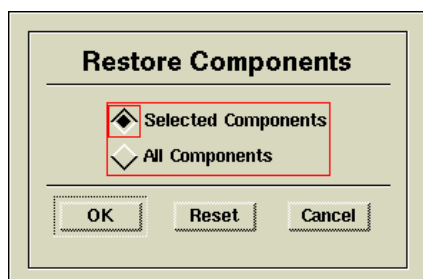 Restore Components
Selected Components
All Components
OK Reset Cancel